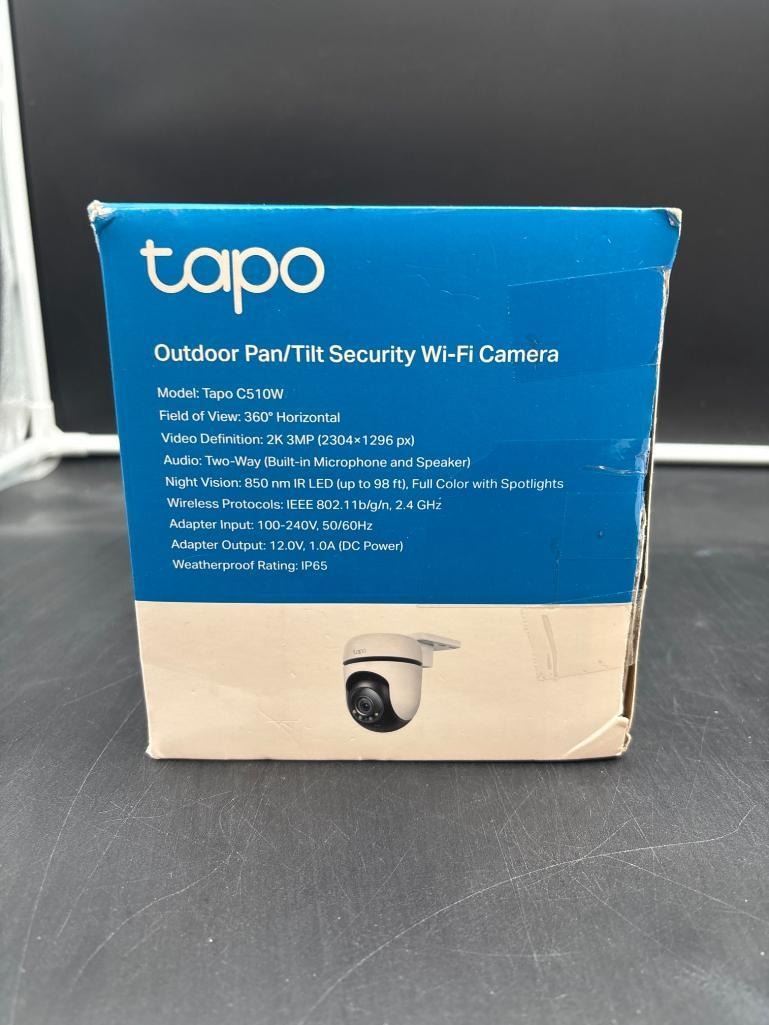 tapo
Outdoor Pan/Tilt Security Wi-Fi Camera
Model: Tapo C510W
Field of View: 360° Horizontal
Video Definition: 2K 3MP (2304×1296 px)
Audio: Two-Way (Built-in Microphone and Speaker)
Night Vision: 850 nm IR LED (up to 98 ft), Full Color with Spotlights
Wireless Protocols: IEEE 802.11b/g/n, 2.4 GHz
Adapter Input: 100-240V, 50/60Hz
Adapter Output: 12.0V, 1.0A (DC Power)
Weatherproof Rating: IP65
tapo